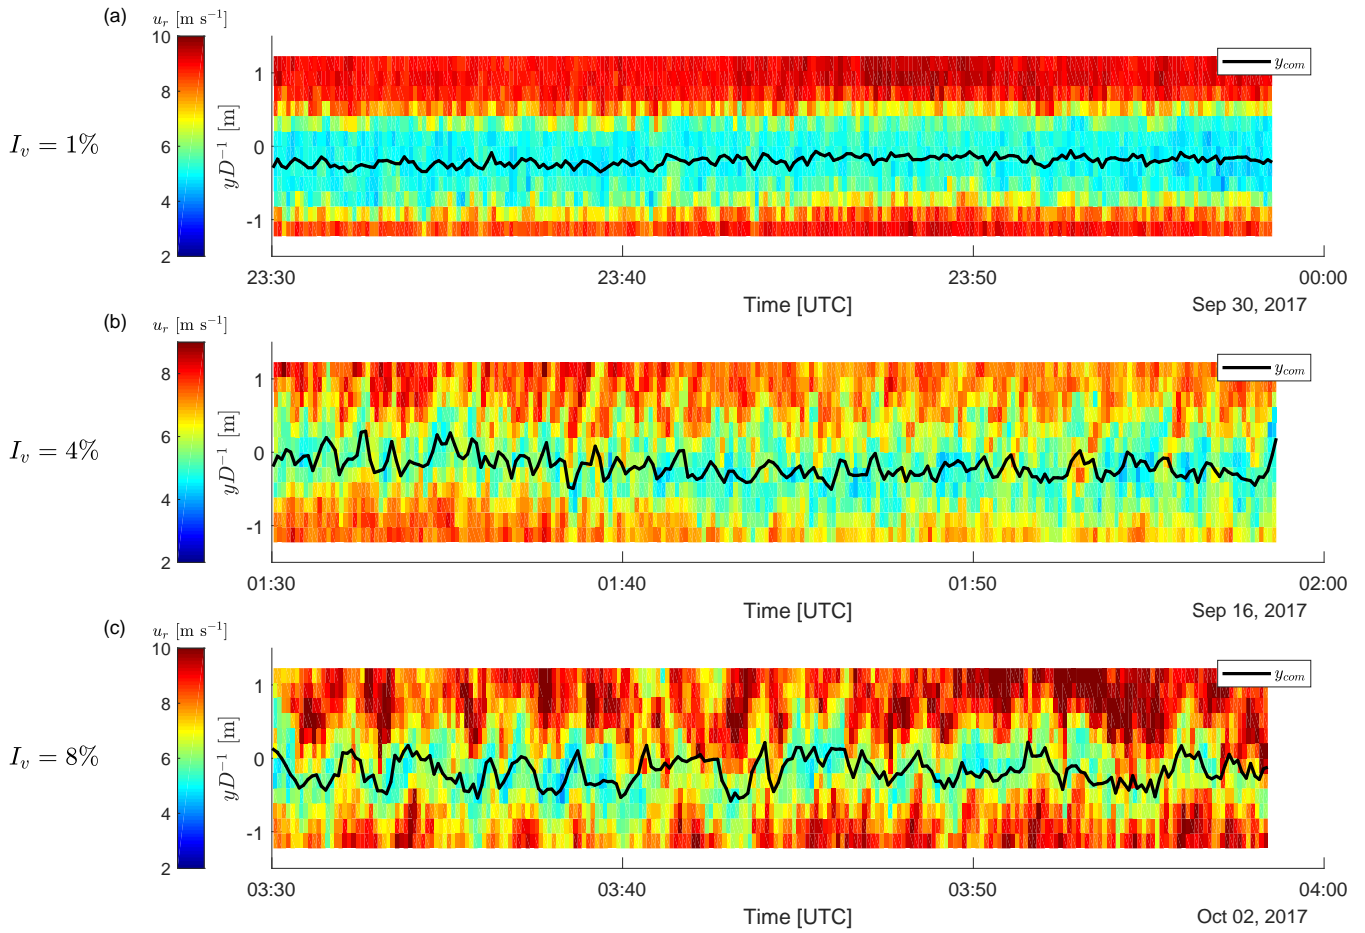 (a)
u_r [m s⁻¹]
10
8
6
4
2
I_v = 1%
yD⁻¹ [m]
1
0
-1
y_com
23:30
23:40
23:50
00:00
Time [UTC]
Sep 30, 2017
(b)
u_r [m s⁻¹]
8
6
4
2
I_v = 4%
yD⁻¹ [m]
1
0
-1
y_com
01:30
01:40
01:50
02:00
Time [UTC]
Sep 16, 2017
(c)
u_r [m s⁻¹]
10
8
6
4
2
I_v = 8%
yD⁻¹ [m]
1
0
-1
y_com
03:30
03:40
03:50
04:00
Time [UTC]
Oct 02, 2017